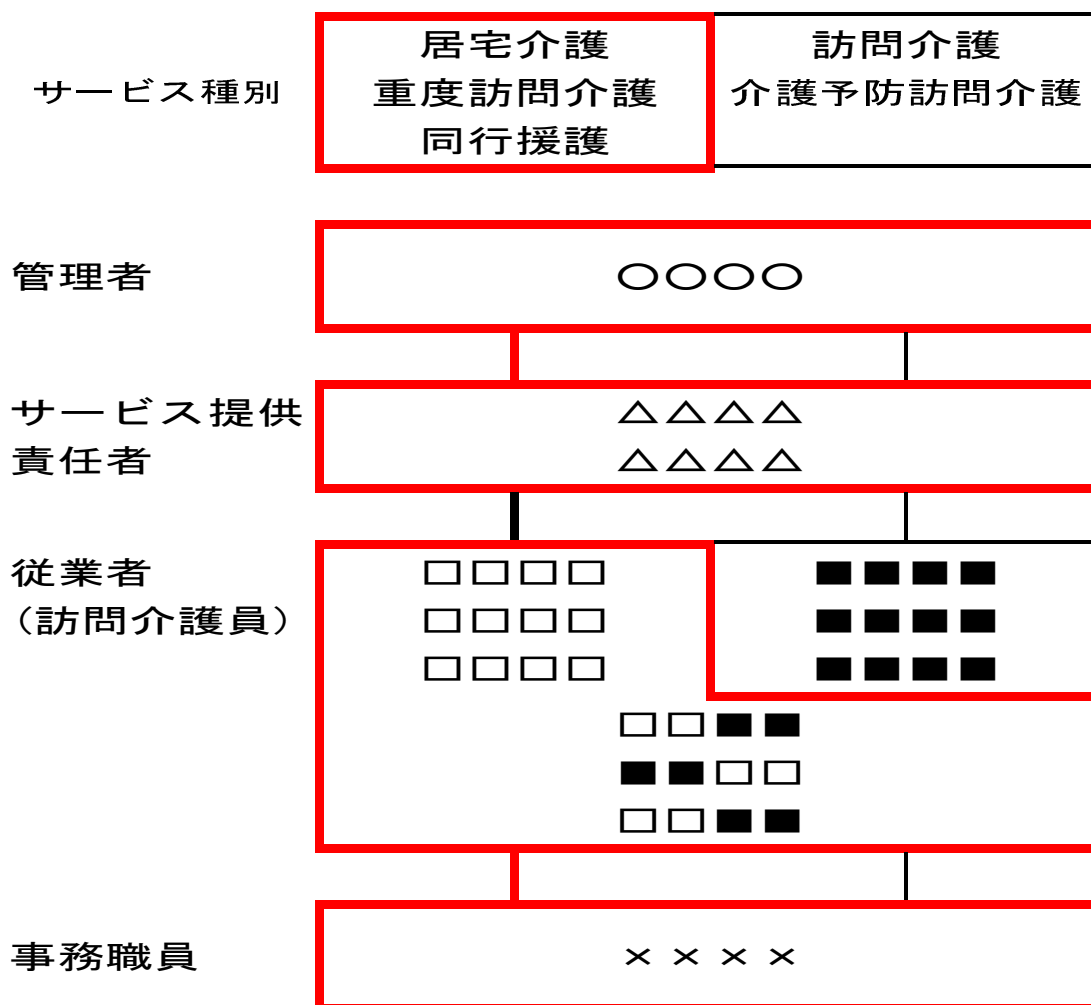 サービス種別
居宅介護
重度訪問介護
同行援護
訪問介護
介護予防訪問介護
管理者
○○○○
サービス提供
責任者
△△△△
△△△△
従業者
（訪問介護員）
□□□□
□□□□
□□□□
■■■■
■■■■
■■■■
□□■■
■■□□
□□■■
事務職員
××××